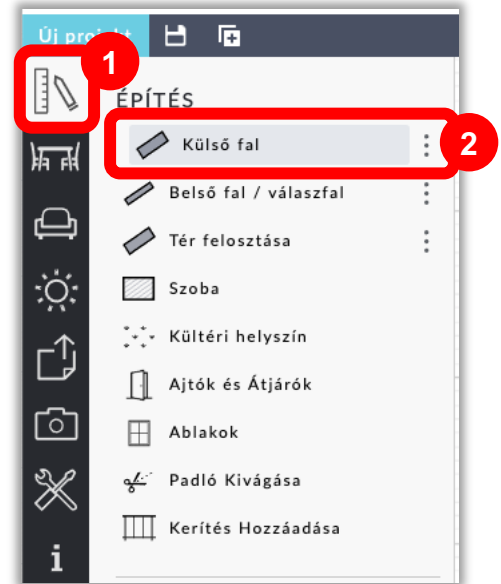 Új projekt
1
ÉPÍTÉS
Külső fal
2
Belső fal / válaszfal
Tér felosztása
Szoba
Kültéri helyszín
Ajtók és Átjárók
Ablakok
Padló Kivágása
Kerítés Hozzáadása
i